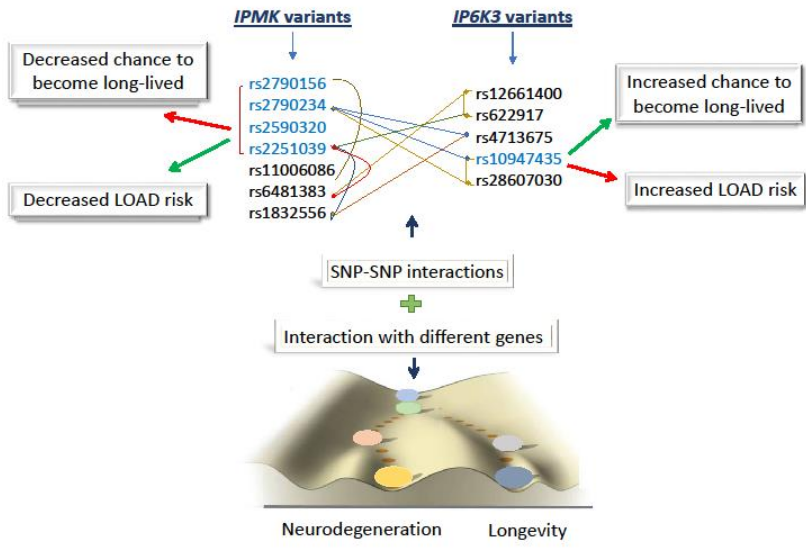 IPMK variants
IP6K3 variants
Decreased chance to
become long-lived
Decreased LOAD risk
rs2790156
rs2790234
rs2590320
rs2251039
rs11006086
rs6481383
rs1832556
rs12661400
rs622917
rs4713675
rs10947435
rs28607030
Increased chance to
become long-lived
Increased LOAD risk
SNP-SNP interactions
Interaction with different genes
Neurodegeneration
Longevity